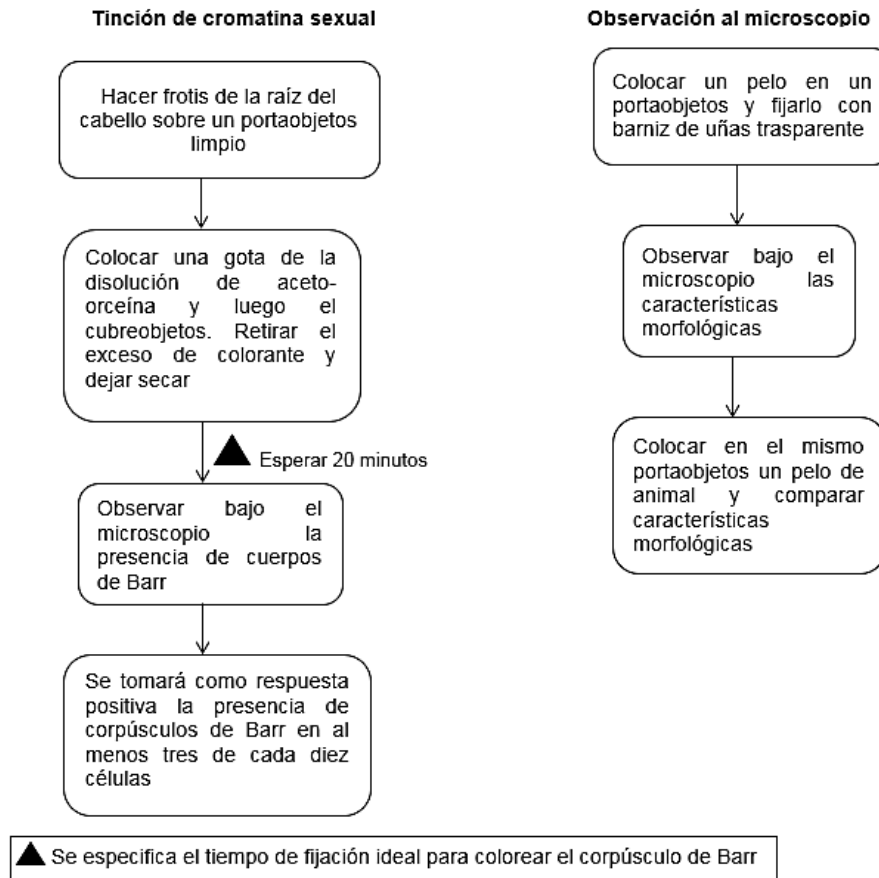 Tinción de cromatina sexual
Hacer frotis de la raíz del
cabello sobre un portaobjetos
limpio
Colocar una gota de la
disolución de aceto-
orceína y luego el
cubreobjetos. Retirar el
exceso de colorante y
dejar secar
Esperar 20 minutos
Observar bajo el
microscopio la
presencia de cuerpos
de Barr
Se tomará como respuesta
positiva la presencia de
corpúsculos de Barr en al
menos tres de cada diez
células
Observación al microscopio
Colocar un pelo en un
portaobjetos y fijarlo con
barniz de uñas trasparente
Observar bajo el
microscopio las
características
morfológicas
Colocar en el mismo
portaobjetos un pelo de
animal y comparar
características
morfológicas
Se especifica el tiempo de fijación ideal para colorear el corpúsculo de Barr